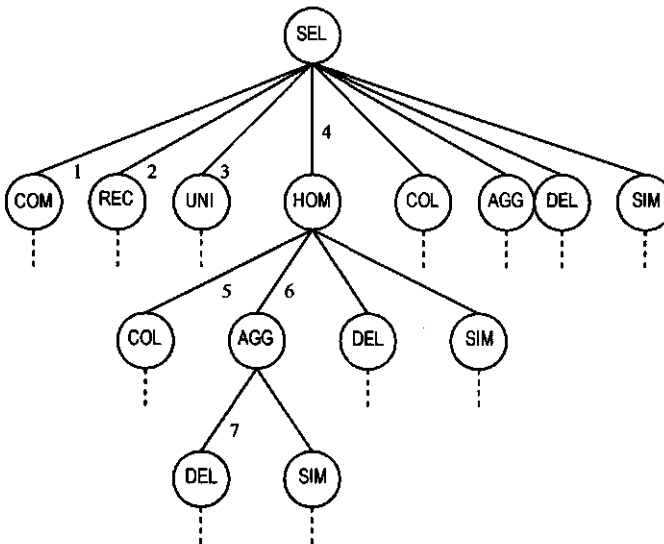 SEL
1 2 3 4
COM REC UNI HOM COL AGG DEL SIM
5 6
COL AGG DEL SIM
7
DEL SIM